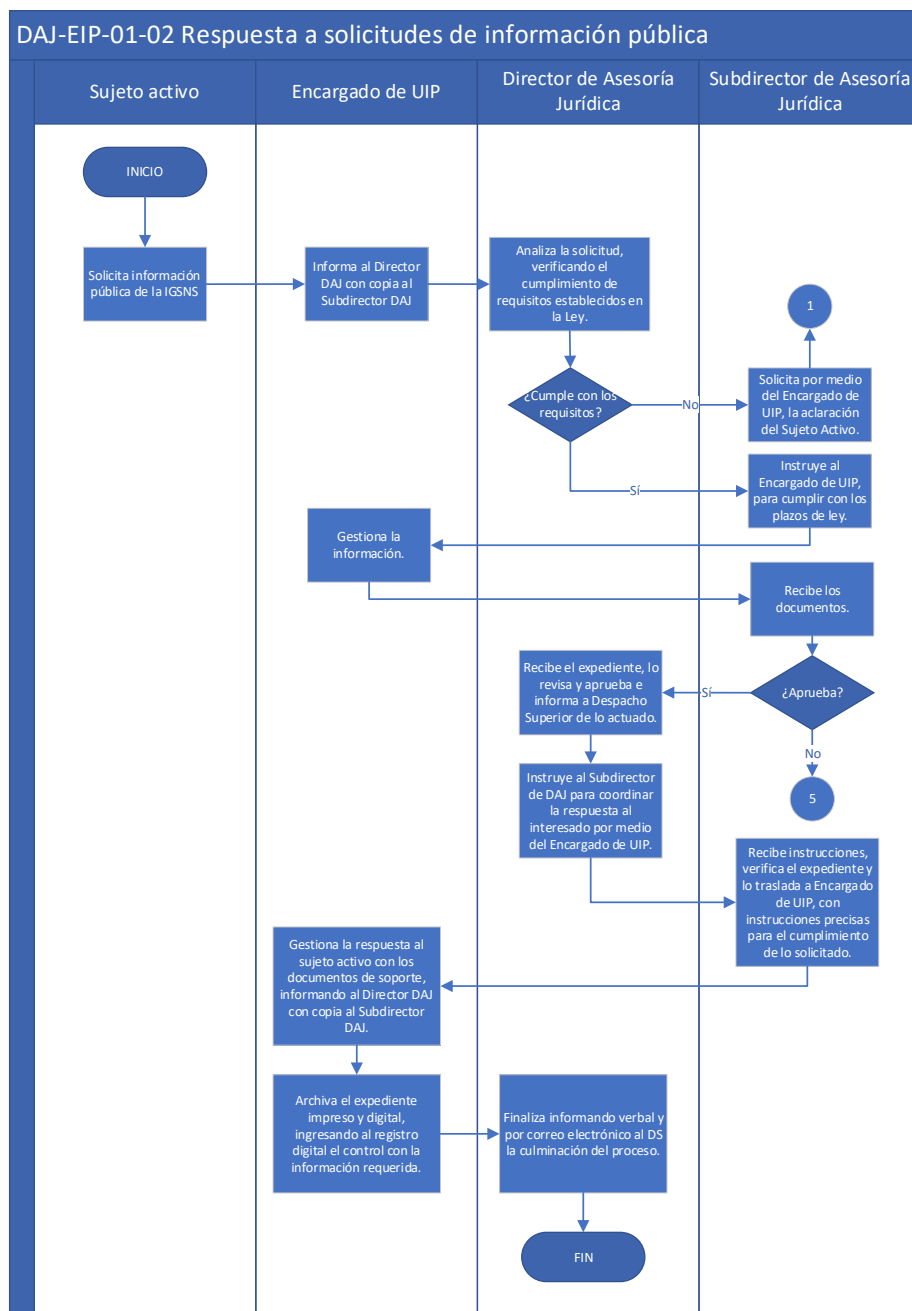 DAJ-EIP-01-02 Respuesta a solicitudes de información pública
Sujeto activo
Encargado de UIP
Director de Asesoría
Jurídica
Subdirector de Asesoría
Jurídica
INICIO
Solicita información
pública de la IGSNS
Informa al Director
DAJ con copia al
Subdirector DAJ
Analiza la solicitud,
verificando el
cumplimiento de
requisitos establecidos en
la Ley.
1
¿Cumple con los
requisitos?
No
Solicita por medio
del Encargado de
UIP, la aclaración
del Sujeto Activo.
Sí
Instruye al
Encargado de UIP,
para cumplir con los
plazos de ley.
Gestiona la
información.
Recibe los
documentos.
¿Aprueba?
Sí
Recibe el expediente, lo
revisa y aprueba e
informa a Despacho
Superior de lo actuado.
No
5
Instruye al Subdirector
de DAJ para coordinar
la respuesta al
interesado por medio
del Encargado de UIP.
Recibe instrucciones,
verifica el expediente y
lo traslada a Encargado
de UIP, con
instrucciones precisas
para el cumplimiento
de lo solicitado.
Gestiona la respuesta al
sujeto activo con los
documentos de soporte,
informando al Director DAJ
con copia al Subdirector
DAJ.
Archiva el expediente
impreso y digital,
ingresando al registro
digital el control con la
información requerida.
Finaliza informando verbal y
por correo electrónico al DS
la culminación del proceso.
FIN